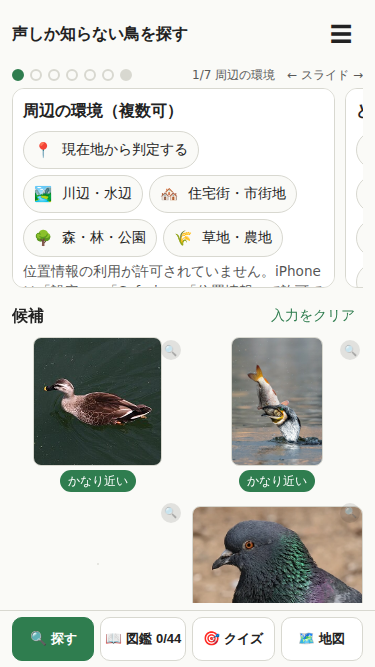 声しか知らない鳥を探す
1/7 周辺の環境 ← スライド →
周辺の環境（複数可）
現在地から判定する
川辺・水辺
住宅街・市街地
森・林・公園
草地・農地
位置情報の利用が許可されていません。iPhone
候補
入力をクリア
かなり近い
かなり近い
探す
図鑑 0/44
クイズ
地図